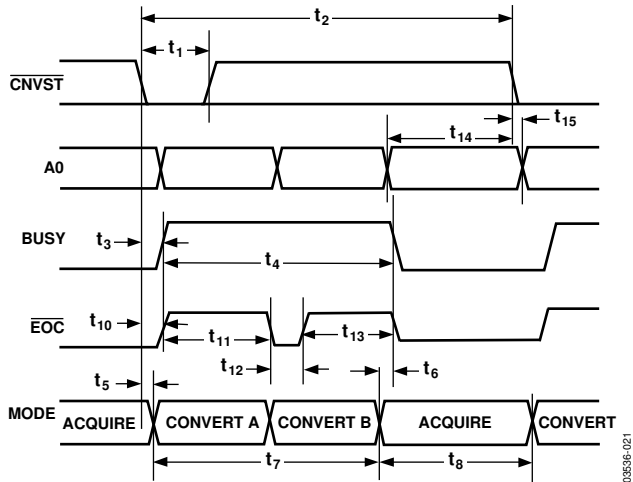 t2
t1
CNVST
t14
t15
A0
BUSY
t3
t4
t10
EOC
t11
t13
t12
t5
t6
MODE
ACQUIRE
CONVERT A
CONVERT B
ACQUIRE
CONVERT
t7
t8
03536-021